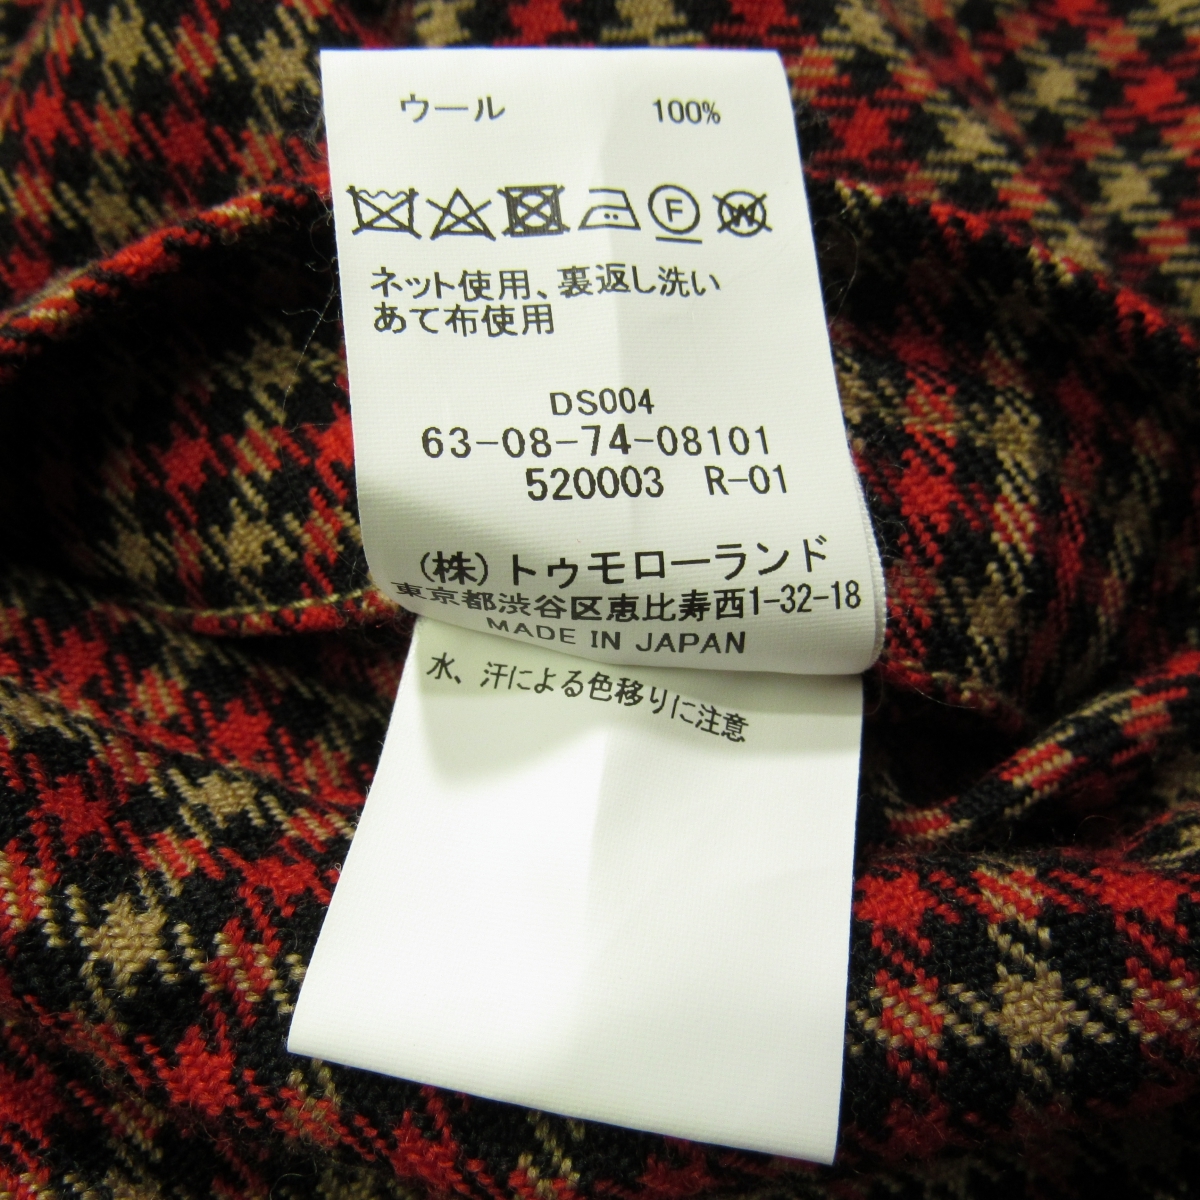 ウール 100%
F W
ネット使用、裏返し洗い
あて布使用
DS004
63-08-74-08101
520003 R-01
(株)トゥモローランド
東京都渋谷区恵比寿西1-32-18
MADE IN JAPAN
水、汗による色移りに注意